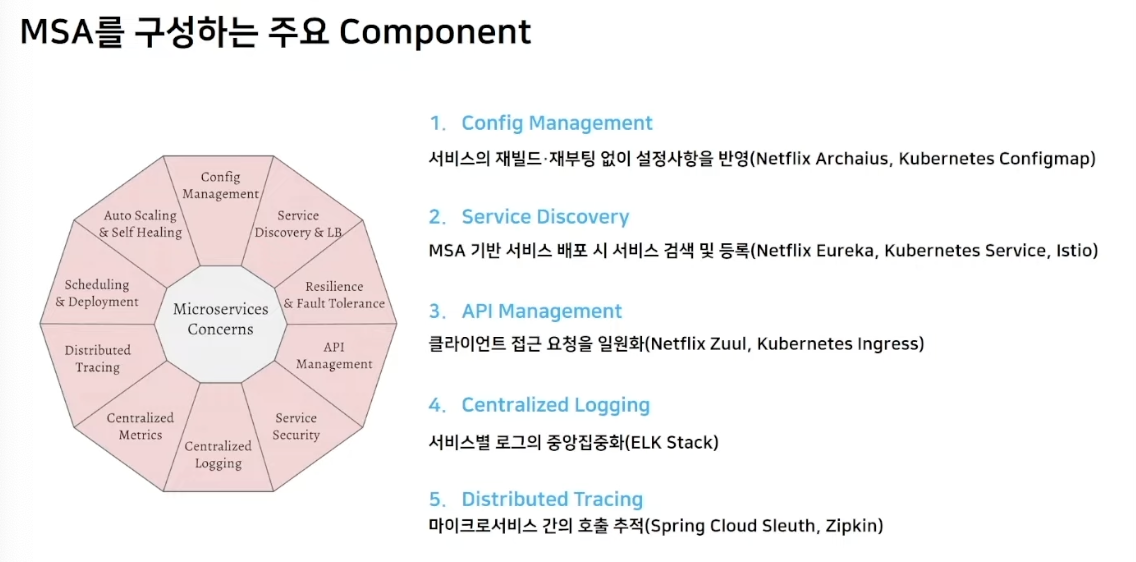 MSA를 구성하는 주요 Component
Config
Management
Service
Discovery & LB
Resilience
& Fault Tolerance
API
Management
Service
Security
Centralized
Logging
Centralized
Metrics
Distributed
Tracing
Scheduling
& Deployment
Auto Scaling
& Self Healing
Microservices
Concerns
1. Config Management
서비스의 재빌드·재부팅 없이 설정사항을 반영(Netflix Archaius, Kubernetes Configmap)
2. Service Discovery
MSA 기반 서비스 배포 시 서비스 검색 및 등록(Netflix Eureka, Kubernetes Service, Istio)
3. API Management
클라이언트 접근 요청을 일원화(Netflix Zuul, Kubernetes Ingress)
4. Centralized Logging
서비스별 로그의 중앙집중화(ELK Stack)
5. Distributed Tracing
마이크로서비스 간의 호출 추적(Spring Cloud Sleuth, Zipkin)